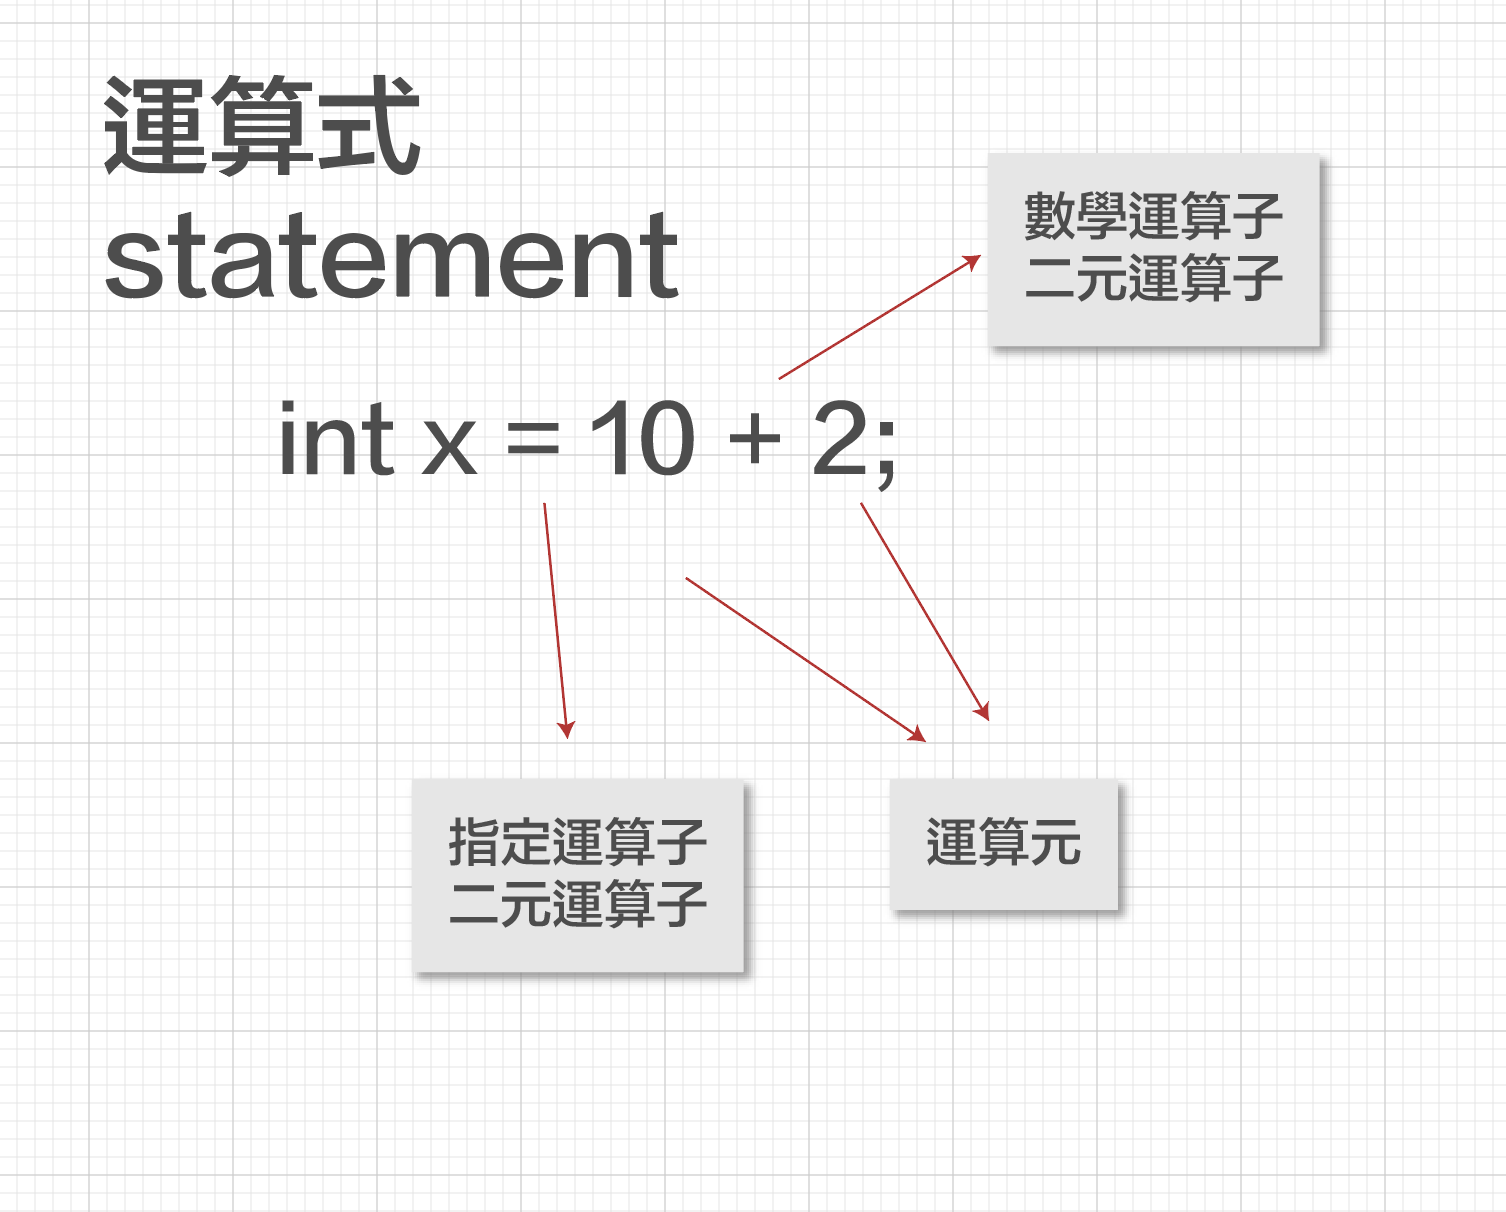 運算式
statement
數學運算子
二元運算子
int x = 10 + 2;
指定運算子
二元運算子
運算元